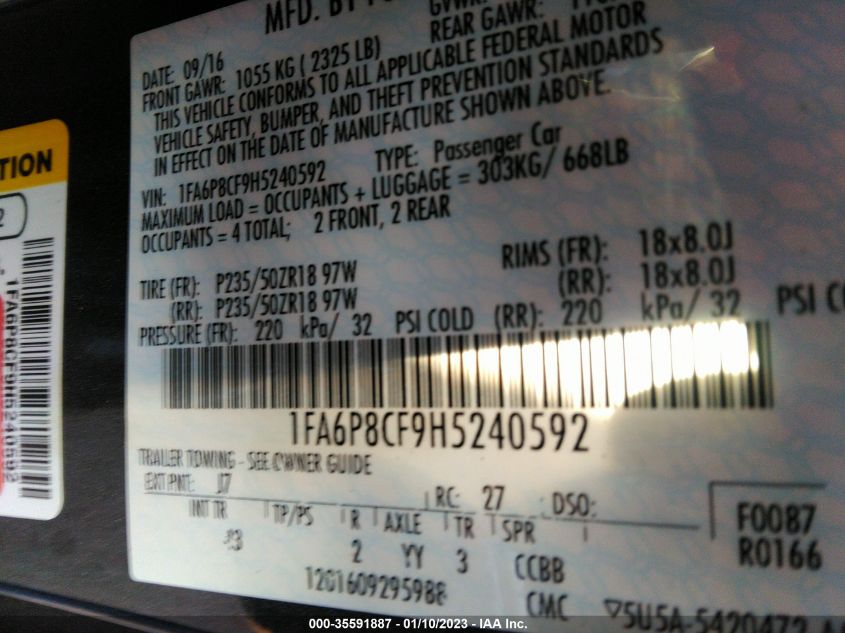 MFD. BY
GVWR:
REAR GAWR:
DATE: 09/16
FRONT GAWR: 1055 KG ( 2325 LB)
THIS VEHICLE CONFORMS TO ALL APPLICABLE FEDERAL MOTOR
VEHICLE SAFETY, BUMPER, AND THEFT PREVENTION STANDARDS
IN EFFECT ON THE DATE OF MANUFACTURE SHOWN ABOVE.
VIN: 1FA6P8CF9H5240592 TYPE: Passenger Car
MAXIMUM LOAD = OCCUPANTS + LUGGAGE = 303KG/ 668LB
OCCUPANTS = 4 TOTAL; 2 FRONT, 2 REAR
TIRE (FR): P235/50ZR18 97W RIMS (FR): 18x8.0J
(RR): P235/50ZR18 97W (RR): 18x8.0J
PRESSURE (FR): 220 kPa/ 32 PSI COLD (RR): 220 kPa/ 32 PSI CO
1FA6P8CF9H5240592
TRAILER TOWING - SEE OWNER GUIDE
EXT PNT: J7 RC: 27 DSO:
INT TR TP/PS R AXLE TR SPR
2 YY 3 CCBB
F0087
R0166
CMC
TION
2
1FA6P8CF9H5240592
000-35591887 - 01/10/2023 - IAA Inc.